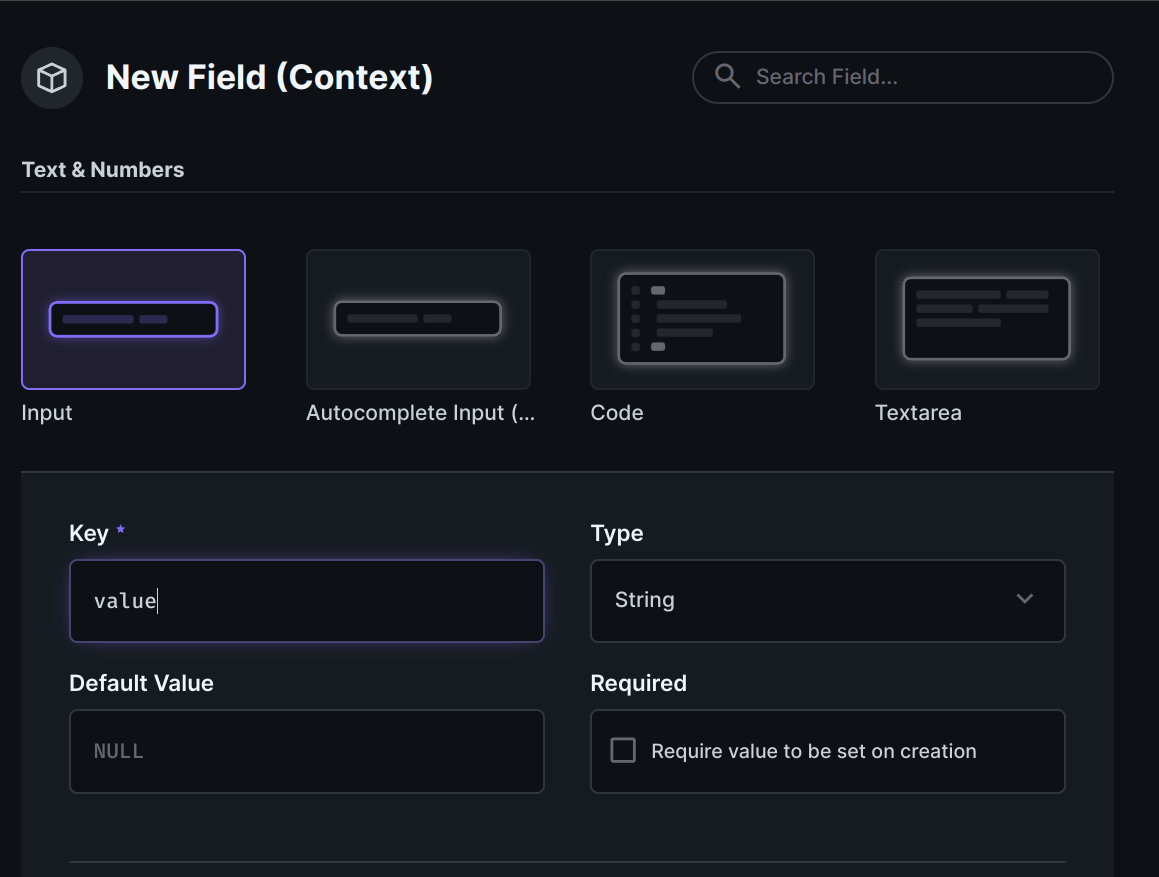 New Field (Context)
Search Field...
Text & Numbers
Input
Autocomplete Input (...
Code
Textarea
Key *
Type
value
String
Default Value
Required
NULL
Require value to be set on creation